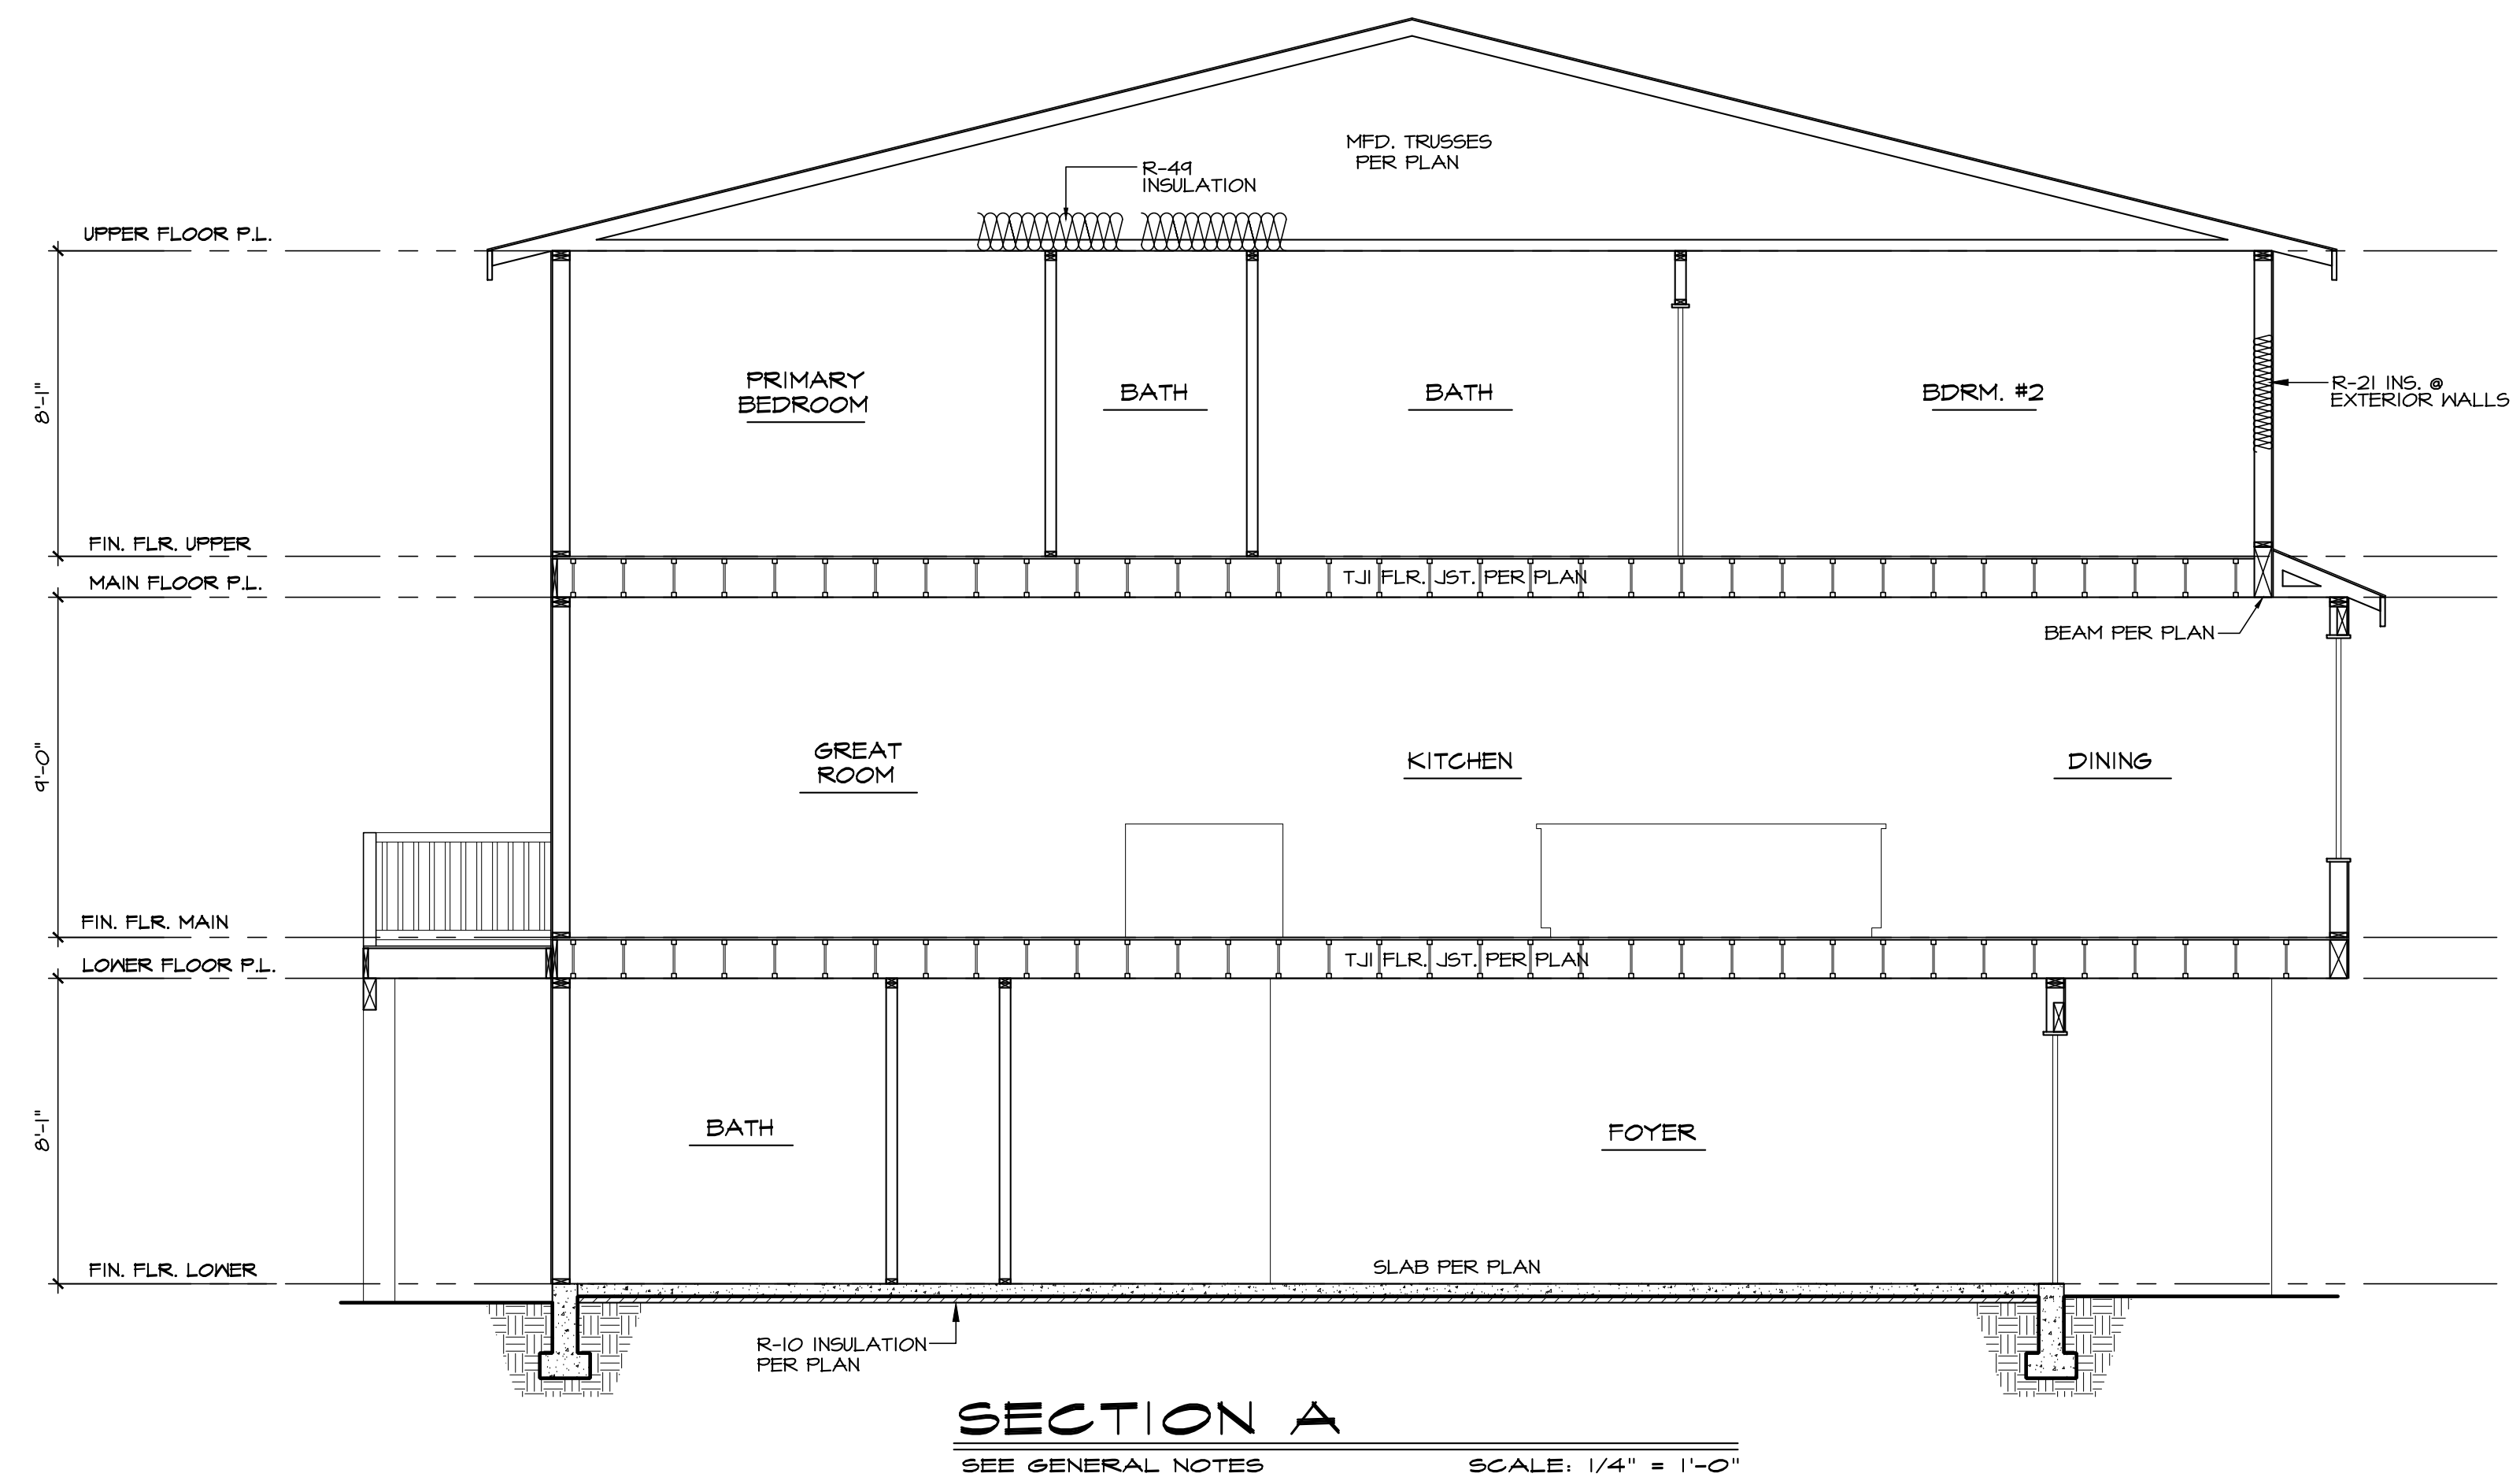 MFD. TRUSSES
PER PLAN
R-49
INSULATION
UPPER FLOOR P.L.
8'-1"
PRIMARY
BEDROOM
BATH
BATH
BDRM. #2
R-21 INS. @
EXTERIOR WALLS
FIN. FLR. UPPER
MAIN FLOOR P.L.
TJI FLR. JST. PER PLAN
BEAM PER PLAN
9'-0"
GREAT
ROOM
KITCHEN
DINING
FIN. FLR. MAIN
LOWER FLOOR P.L.
TJI FLR. JST. PER PLAN
8'-1"
BATH
FOYER
FIN. FLR. LOWER
SLAB PER PLAN
R-10 INSULATION
PER PLAN
SECTION A
SEE GENERAL NOTES
SCALE: 1/4" = 1'-0"